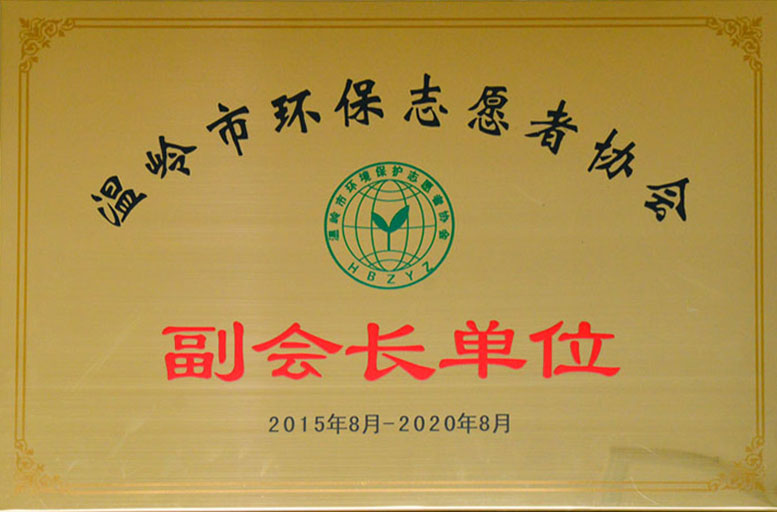 温岭市环保志愿者协会
温岭市环境保护志愿者协会
HBZYZ
副会长单位
2015年8月-2020年8月